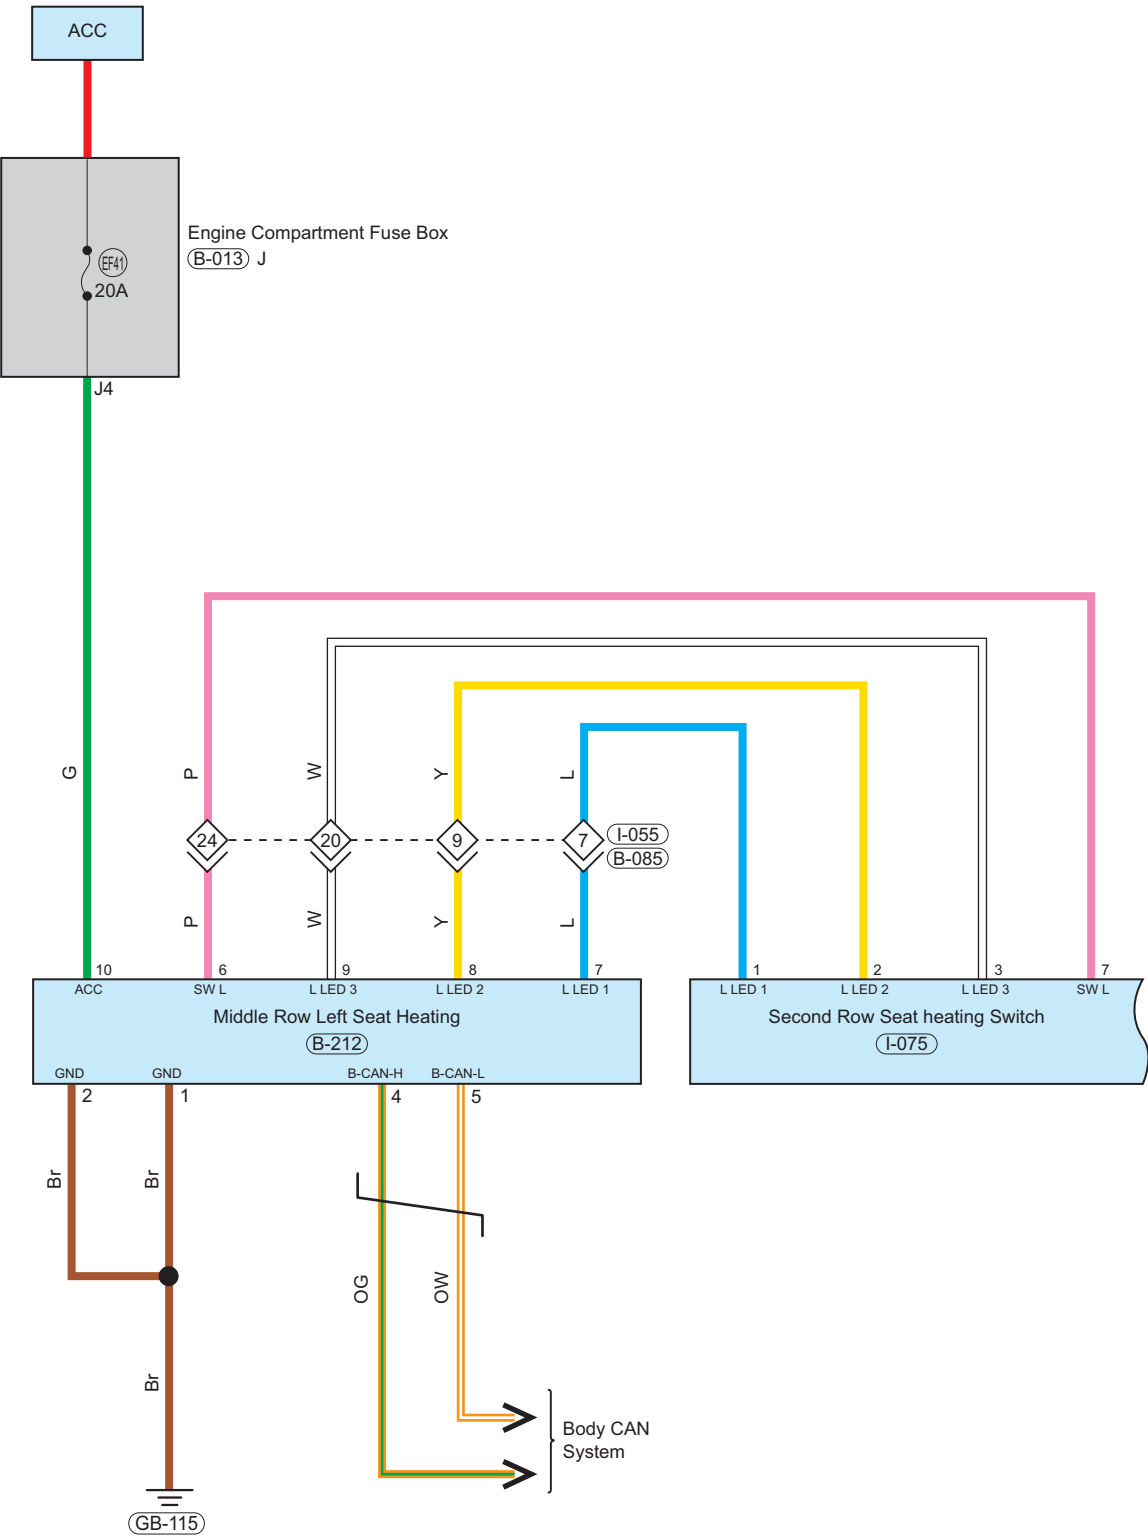 ACC
Engine Compartment Fuse Box
B-013 J
EF41
20A
J4
G
P
W
Y
L
24
20
9
7
I-055
B-085
P
W
Y
L
10
6
9
8
7
1
2
3
7
ACC
SW L
L LED 3
L LED 2
L LED 1
L LED 1
L LED 2
L LED 3
SW L
Middle Row Left Seat Heating
B-212
Second Row Seat heating Switch
I-075
GND
GND
B-CAN-H
B-CAN-L
2
1
4
5
Br
Br
OG
OW
Br
Body CAN
System
GB-115